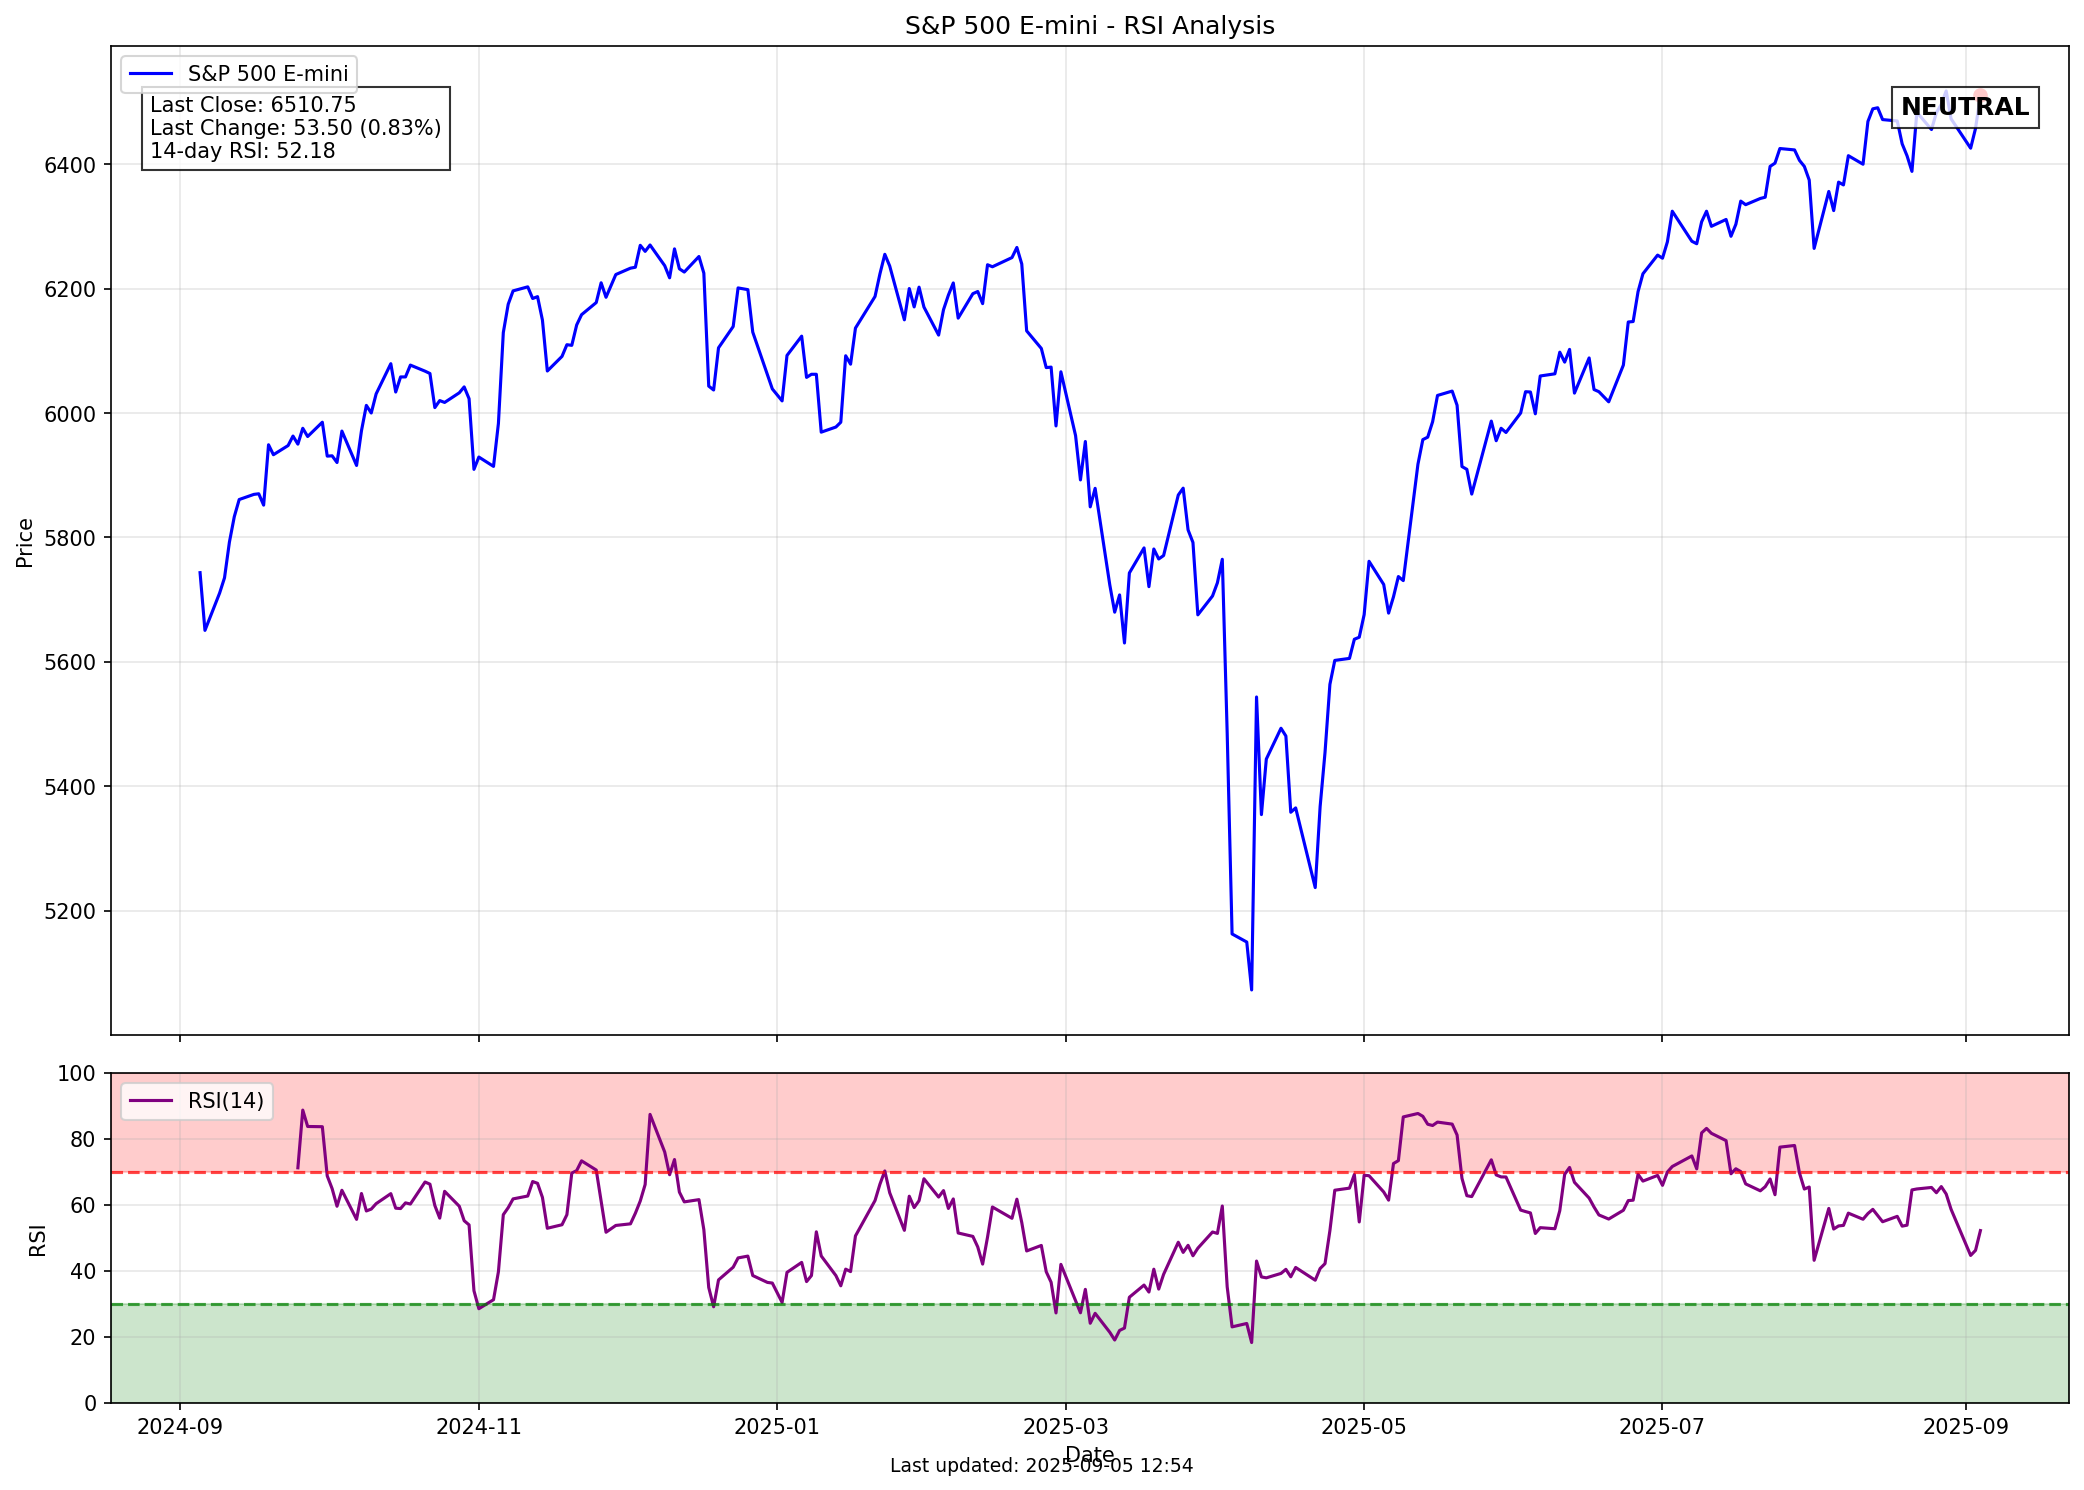 S&P 500 E-mini - RSI Analysis
S&P 500 E-mini
Last Close: 6510.75
Last Change: 53.50 (0.83%)
14-day RSI: 52.18
NEUTRAL
Price
6400
6200
6000
5800
5600
5400
5200
RSI(14)
RSI
100
80
60
40
20
0
2024-09
2024-11
2025-01
2025-03
2025-05
2025-07
2025-09
Date
Last updated: 2025-09-05 12:54